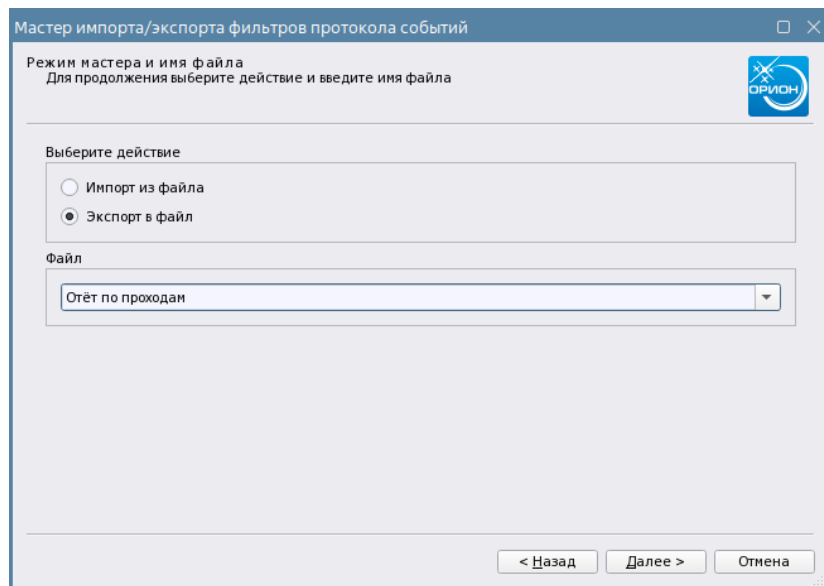 Мастер импорта/экспорта фильтров протокола событий
Режим мастера и имя файла
Для продолжения выберите действие и введите имя файла
ОРИОН
Выберите действие
Импорт из файла
Экспорт в файл
Файл
Отёт по проходам
< Назад
Далее >
Отмена